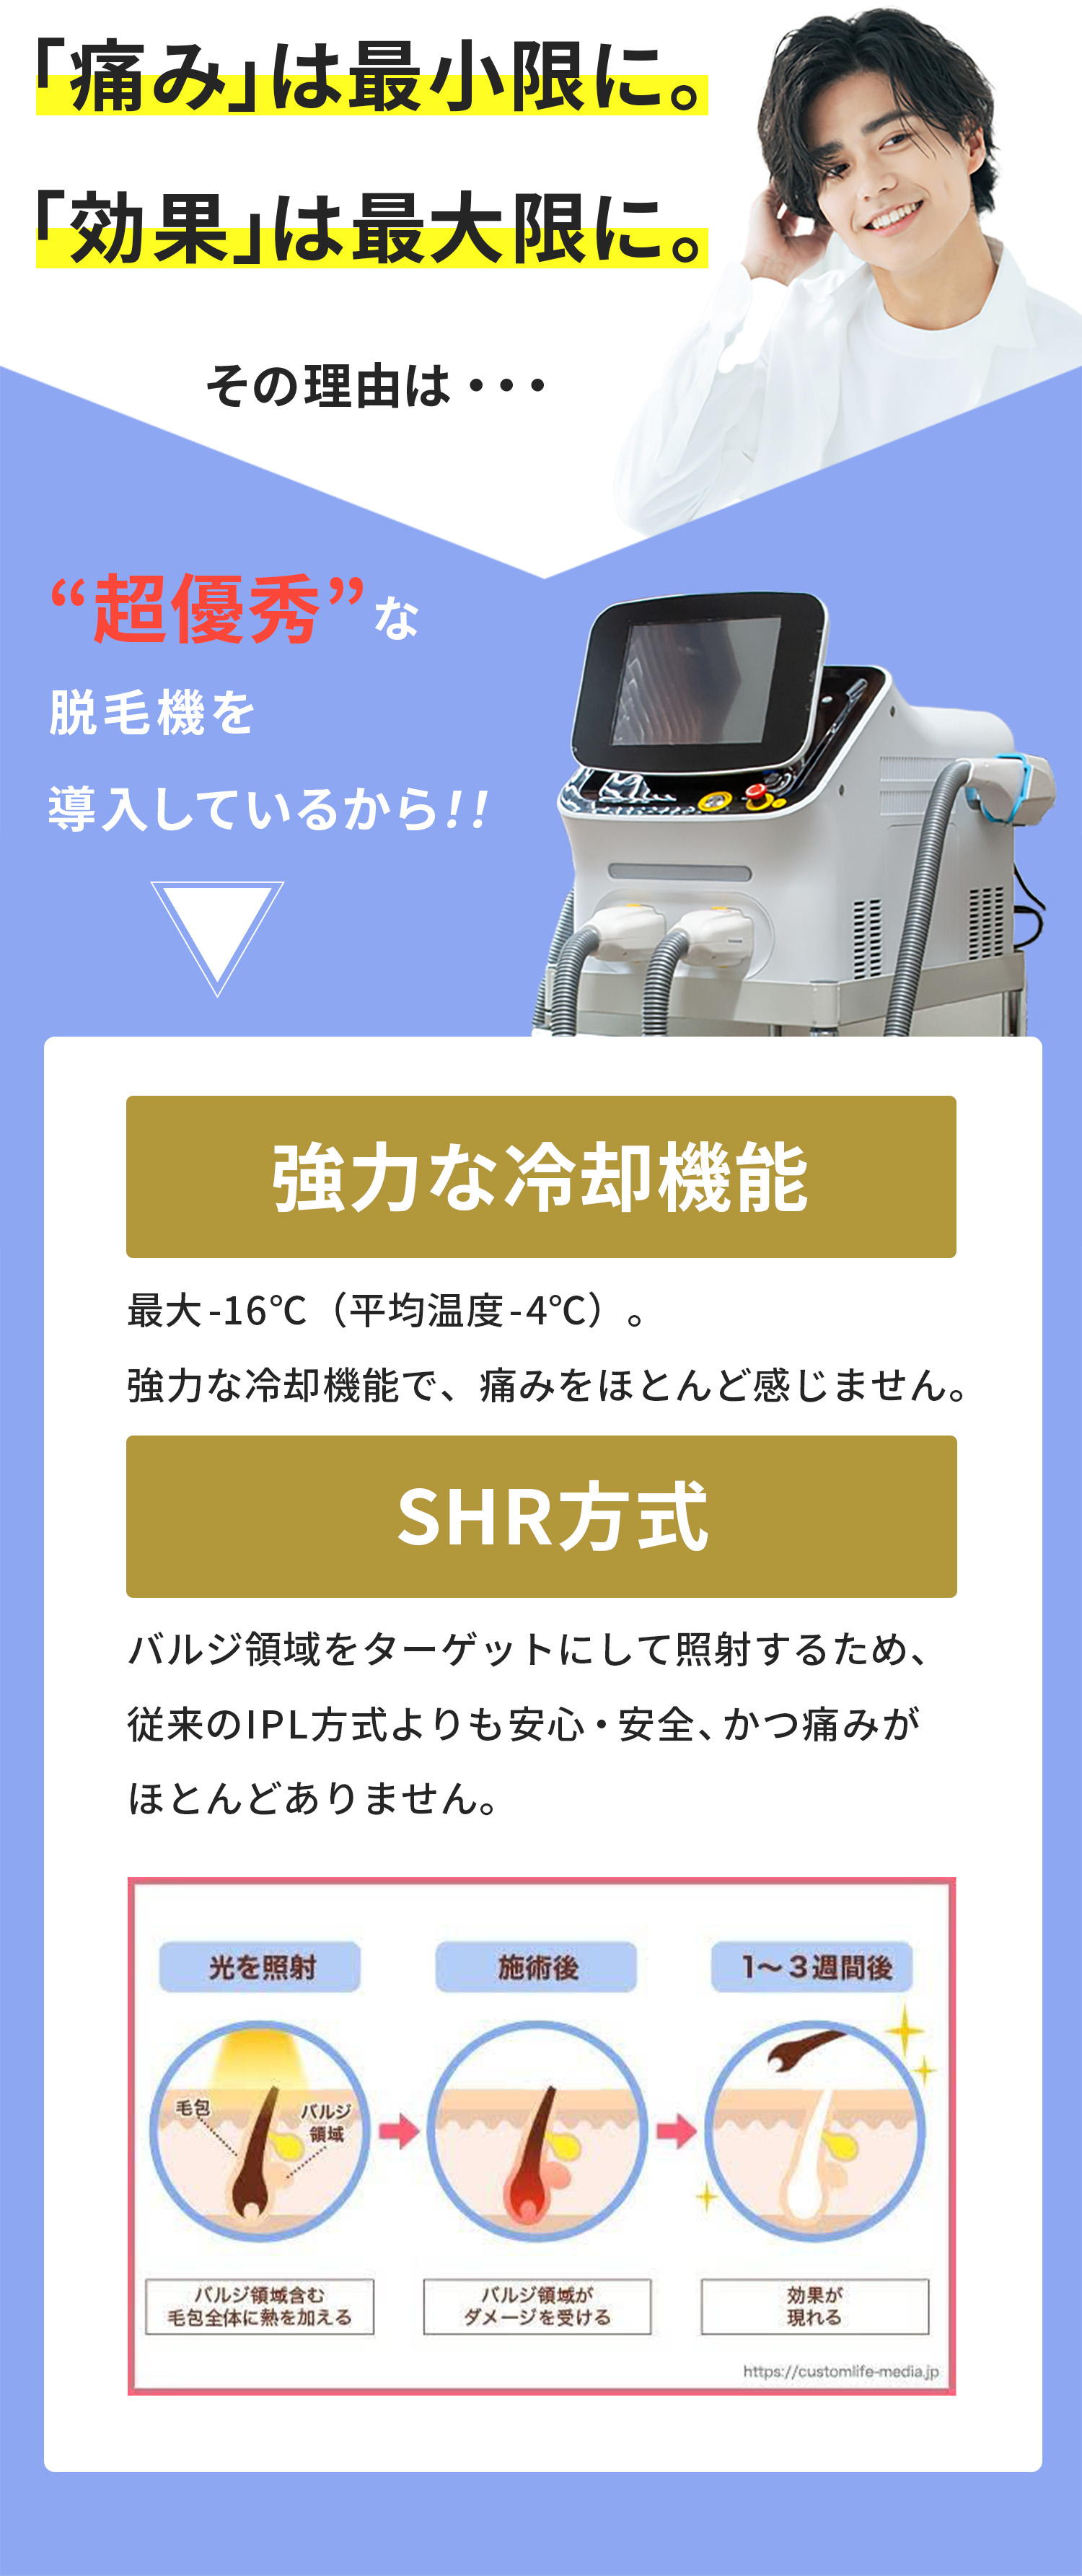 「痛み」は最小限に。
「効果」は最大限に。
その理由は・・・
“超優秀”な
脱毛機を
導入しているから!!
強力な冷却機能
最大-16℃（平均温度-4℃）。
強力な冷却機能で、痛みをほとんど感じません。
SHR方式
バルジ領域をターゲットにして照射するため、
従来のIPL方式よりも安心・安全、かつ痛みが
ほとんどありません。
光を照射
施術後
1〜3週間後
毛包
バルジ
領域
バルジ領域含む
毛包全体に熱を加える
バルジ領域が
ダメージを受ける
効果が
現れる
https://customlife-media.jp